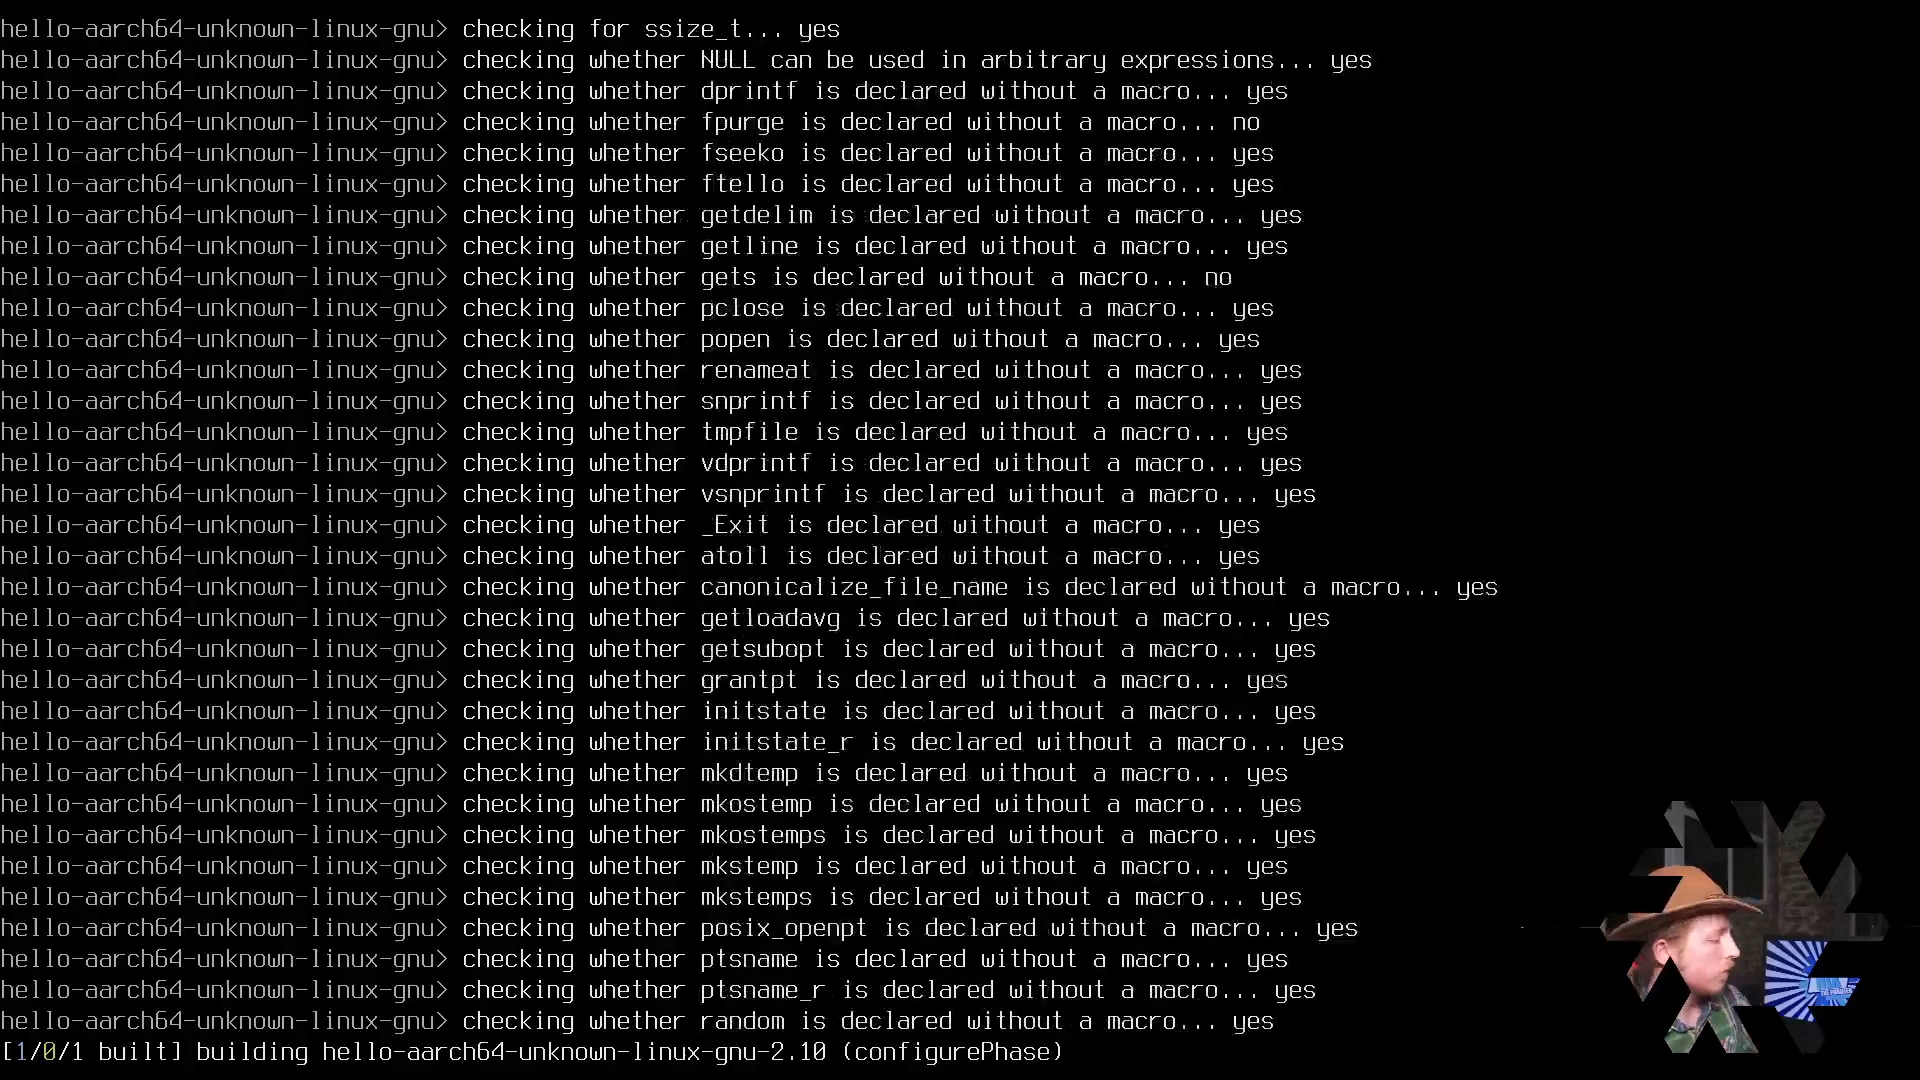 hello-aarch64-unknown-linux-gnu> checking for ssize_t... yes
hello-aarch64-unknown-linux-gnu> checking whether NULL can be used in arbitrary expressions... yes
hello-aarch64-unknown-linux-gnu> checking whether dprintf is declared without a macro... yes
hello-aarch64-unknown-linux-gnu> checking whether fpurge is declared without a macro... no
hello-aarch64-unknown-linux-gnu> checking whether fseeko is declared without a macro... yes
hello-aarch64-unknown-linux-gnu> checking whether ftello is declared without a macro... yes
hello-aarch64-unknown-linux-gnu> checking whether getdelim is declared without a macro... yes
hello-aarch64-unknown-linux-gnu> checking whether getline is declared without a macro... yes
hello-aarch64-unknown-linux-gnu> checking whether gets is declared without a macro... no
hello-aarch64-unknown-linux-gnu> checking whether pclose is declared without a macro... yes
hello-aarch64-unknown-linux-gnu> checking whether popen is declared without a macro... yes
hello-aarch64-unknown-linux-gnu> checking whether renameat is declared without a macro... yes
hello-aarch64-unknown-linux-gnu> checking whether snprintf is declared without a macro... yes
hello-aarch64-unknown-linux-gnu> checking whether tmpfile is declared without a macro... yes
hello-aarch64-unknown-linux-gnu> checking whether vdprintf is declared without a macro... yes
hello-aarch64-unknown-linux-gnu> checking whether vsnprintf is declared without a macro... yes
hello-aarch64-unknown-linux-gnu> checking whether _Exit is declared without a macro... yes
hello-aarch64-unknown-linux-gnu> checking whether atoll is declared without a macro... yes
hello-aarch64-unknown-linux-gnu> checking whether canonicalize_file_name is declared without a macro... yes
hello-aarch64-unknown-linux-gnu> checking whether getloadavg is declared without a macro... yes
hello-aarch64-unknown-linux-gnu> checking whether getsubopt is declared without a macro... yes
hello-aarch64-unknown-linux-gnu> checking whether grantpt is declared without a macro... yes
hello-aarch64-unknown-linux-gnu> checking whether initstate is declared without a macro... yes
hello-aarch64-unknown-linux-gnu> checking whether initstate_r is declared without a macro... yes
hello-aarch64-unknown-linux-gnu> checking whether mkdtemp is declared without a macro... yes
hello-aarch64-unknown-linux-gnu> checking whether mkostemp is declared without a macro... yes
hello-aarch64-unknown-linux-gnu> checking whether mkostemps is declared without a macro... yes
hello-aarch64-unknown-linux-gnu> checking whether mkstemp is declared without a macro... yes
hello-aarch64-unknown-linux-gnu> checking whether mkstemps is declared without a macro... yes
hello-aarch64-unknown-linux-gnu> checking whether posix_openpt is declared without a macro... yes
hello-aarch64-unknown-linux-gnu> checking whether ptsname is declared without a macro... yes
hello-aarch64-unknown-linux-gnu> checking whether ptsname_r is declared without a macro... yes
hello-aarch64-unknown-linux-gnu> checking whether random is declared without a macro... yes
[1/0/1 built] building hello-aarch64-unknown-linux-gnu-2.10 (configurePhase)